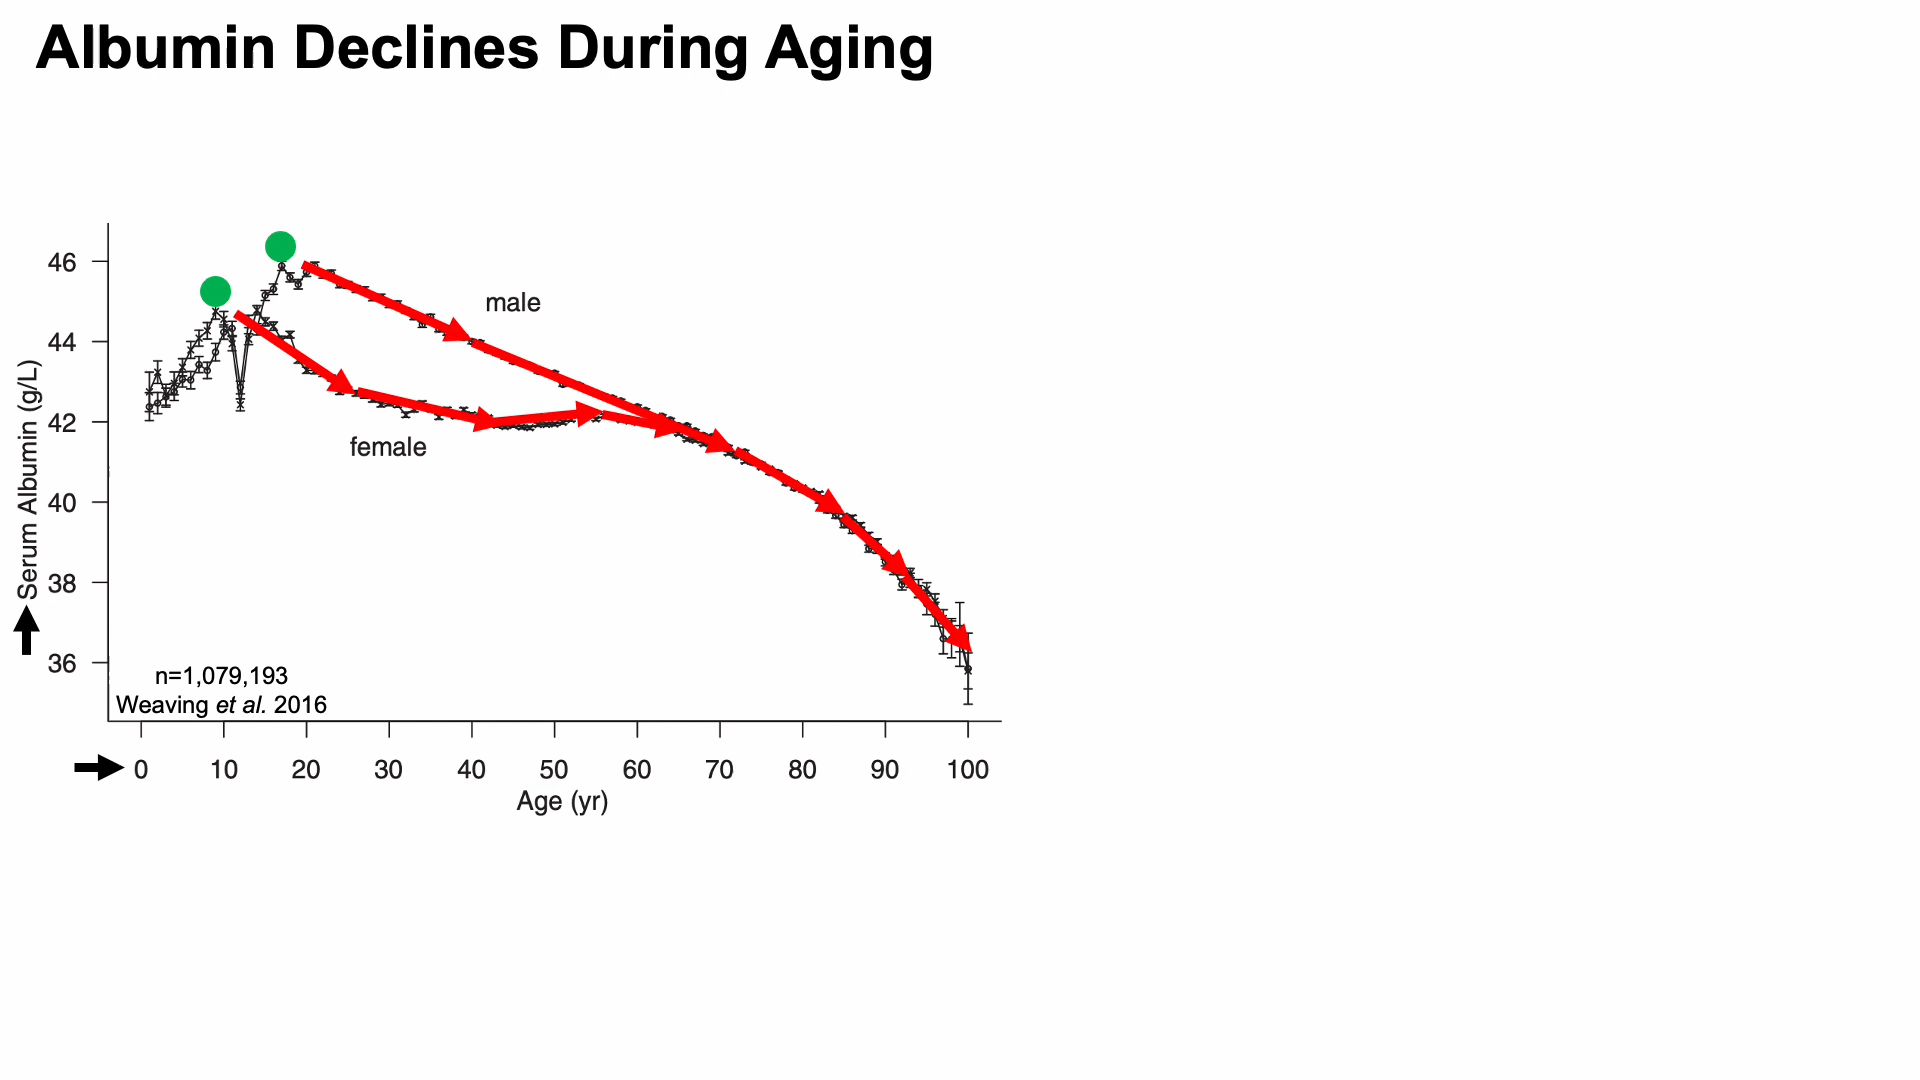 Albumin Declines During Aging
46
44
42
40
38
36
Serum Albumin (g/L)
male
female
n=1,079,193
Weaving et al. 2016
0 10 20 30 40 50 60 70 80 90 100
Age (yr)